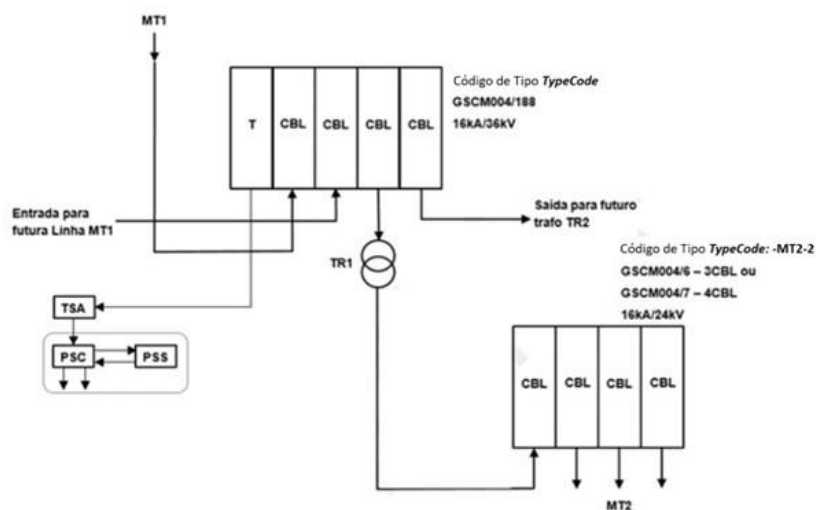 MT1
Código de Tipo TypeCode
GSCM004/188
16kA/36kV
T
CBL
CBL
CBL
CBL
Entrada para
futura Linha MT1
Saída para futuro
trafo TR2
TR1
Código de Tipo TypeCode: -MT2-2
GSCM004/6 – 3CBL ou
GSCM004/7 – 4CBL
16kA/24kV
TSA
PSC
PSS
CBL
CBL
CBL
CBL
MT2